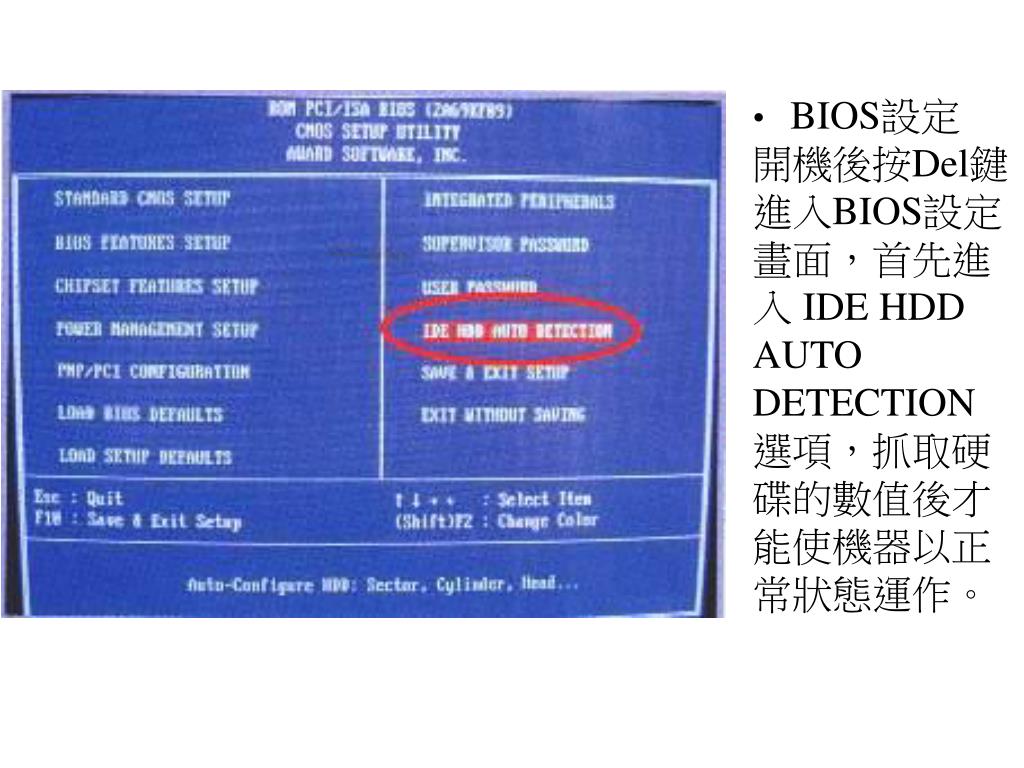 ROM PCI/ISA BIOS (2A69KFB9)
CMOS SETUP UTILITY
AWARD SOFTWARE, INC.
STANDARD CMOS SETUP
BIOS FEATURES SETUP
CHIPSET FEATURES SETUP
POWER MANAGEMENT SETUP
PNP/PCI CONFIGURATION
LOAD BIOS DEFAULTS
LOAD SETUP DEFAULTS
INTEGRATED PERIPHERALS
SUPERVISOR PASSWORD
USER PASSWORD
IDE HDD AUTO DETECTION
SAVE & EXIT SETUP
EXIT WITHOUT SAVING
Esc : Quit
F10 : Save & Exit Setup
↑ ↓ → ← : Select Item
(Shift)F2 : Change Color
Auto-Configure HDD: Sector, Cylinder, Head...
• BIOS設定
開機後按Del鍵
進入BIOS設定
畫面，首先進
入 IDE HDD
AUTO
DETECTION
選項，抓取硬
碟的數值後才
能使機器以正
常狀態運作。